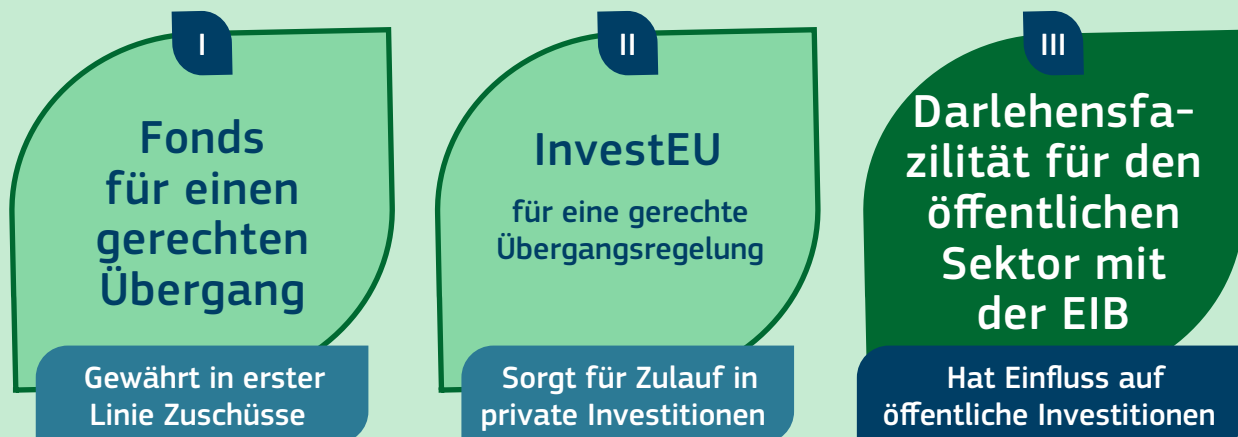 I
Fonds
für einen
gerechten
Übergang
Gewährt in erster
Linie Zuschüsse
II
InvestEU
für eine gerechte
Übergangsregelung
Sorgt für Zulauf in
private Investitionen
III
Darlehensfa-
zilität für den
öffentlichen
Sektor mit
der EIB
Hat Einfluss auf
öffentliche Investitionen